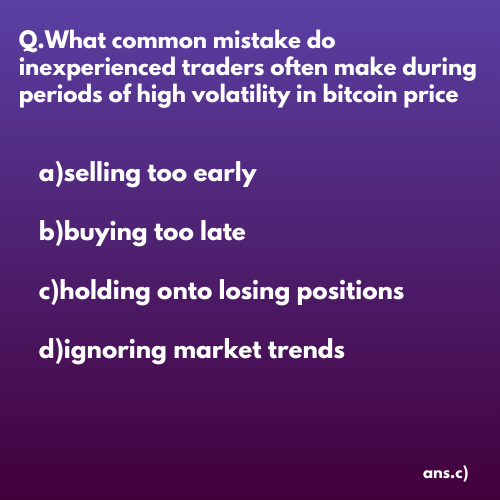 Q.What common mistake do
inexperienced traders often make during
periods of high volatility in bitcoin price
a)selling too early
b)buying too late
c)holding onto losing positions
d)ignoring market trends
ans.c)